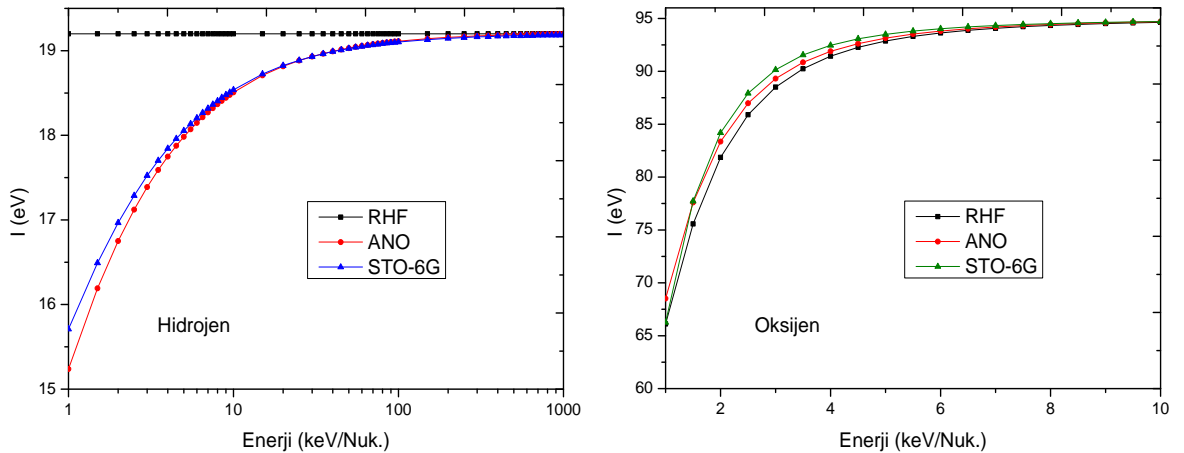 19
18
17
16
15
I (eV)
RHF
ANO
STO-6G
Hidrojen
1
10
100
1000
Enerji (keV/Nuk.)
95
90
85
80
75
70
65
60
I (eV)
RHF
ANO
STO-6G
Oksijen
2
4
6
8
10
Enerji (keV/Nuk.)